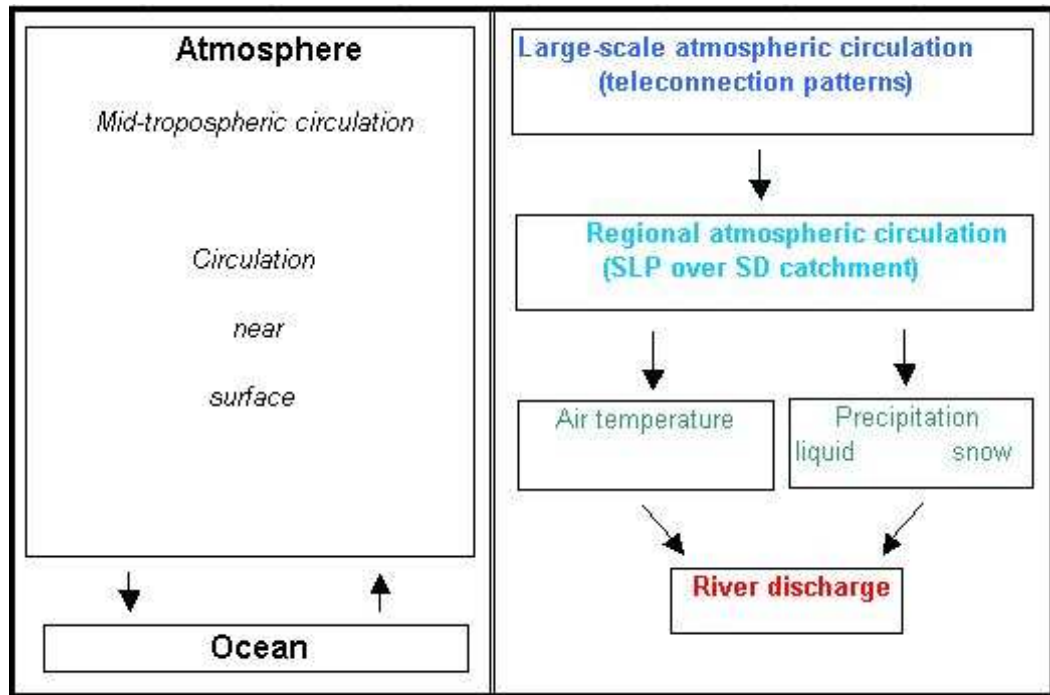 Atmosphere
Mid-tropospheric circulation
Circulation
near
surface
Ocean
Large-scale atmospheric circulation
(teleconnection patterns)
Regional atmospheric circulation
(SLP over SD catchment)
Air temperature
Precipitation
liquid snow
River discharge